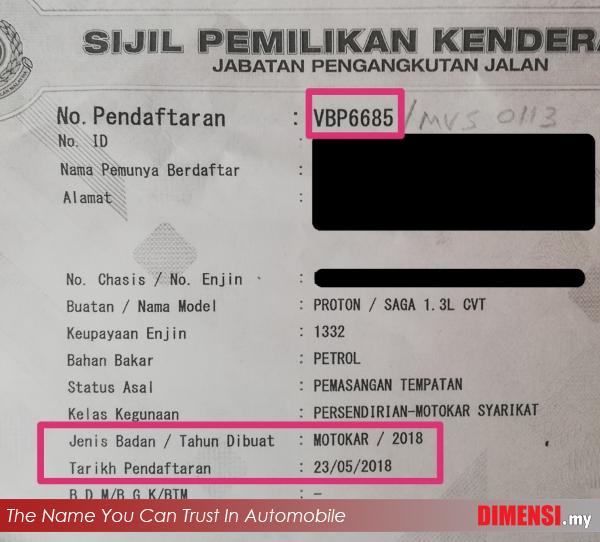 SIJIL PEMILIKAN KENDERA
JABATAN PENGANGKUTAN JALAN
No. Pendaftaran : VBP6685 /MVS 0113
No. ID :
Nama Pemunya Berdaftar :
Alamat :
No. Chasis / No. Enjin :
Buatan / Nama Model : PROTON / SAGA 1.3L CVT
Keupayaan Enjin : 1332
Bahan Bakar : PETROL
Status Asal : PEMASANGAN TEMPATAN
Kelas Kegunaan : PERSENDIRIAN-MOTOKAR SYARIKAT
Jenis Badan / Tahun Dibuat : MOTOKAR / 2018
Tarikh Pendaftaran : 23/05/2018
B.D.M/B.G.K/BTM : -
The Name You Can Trust In Automobile
DIMENSI.my